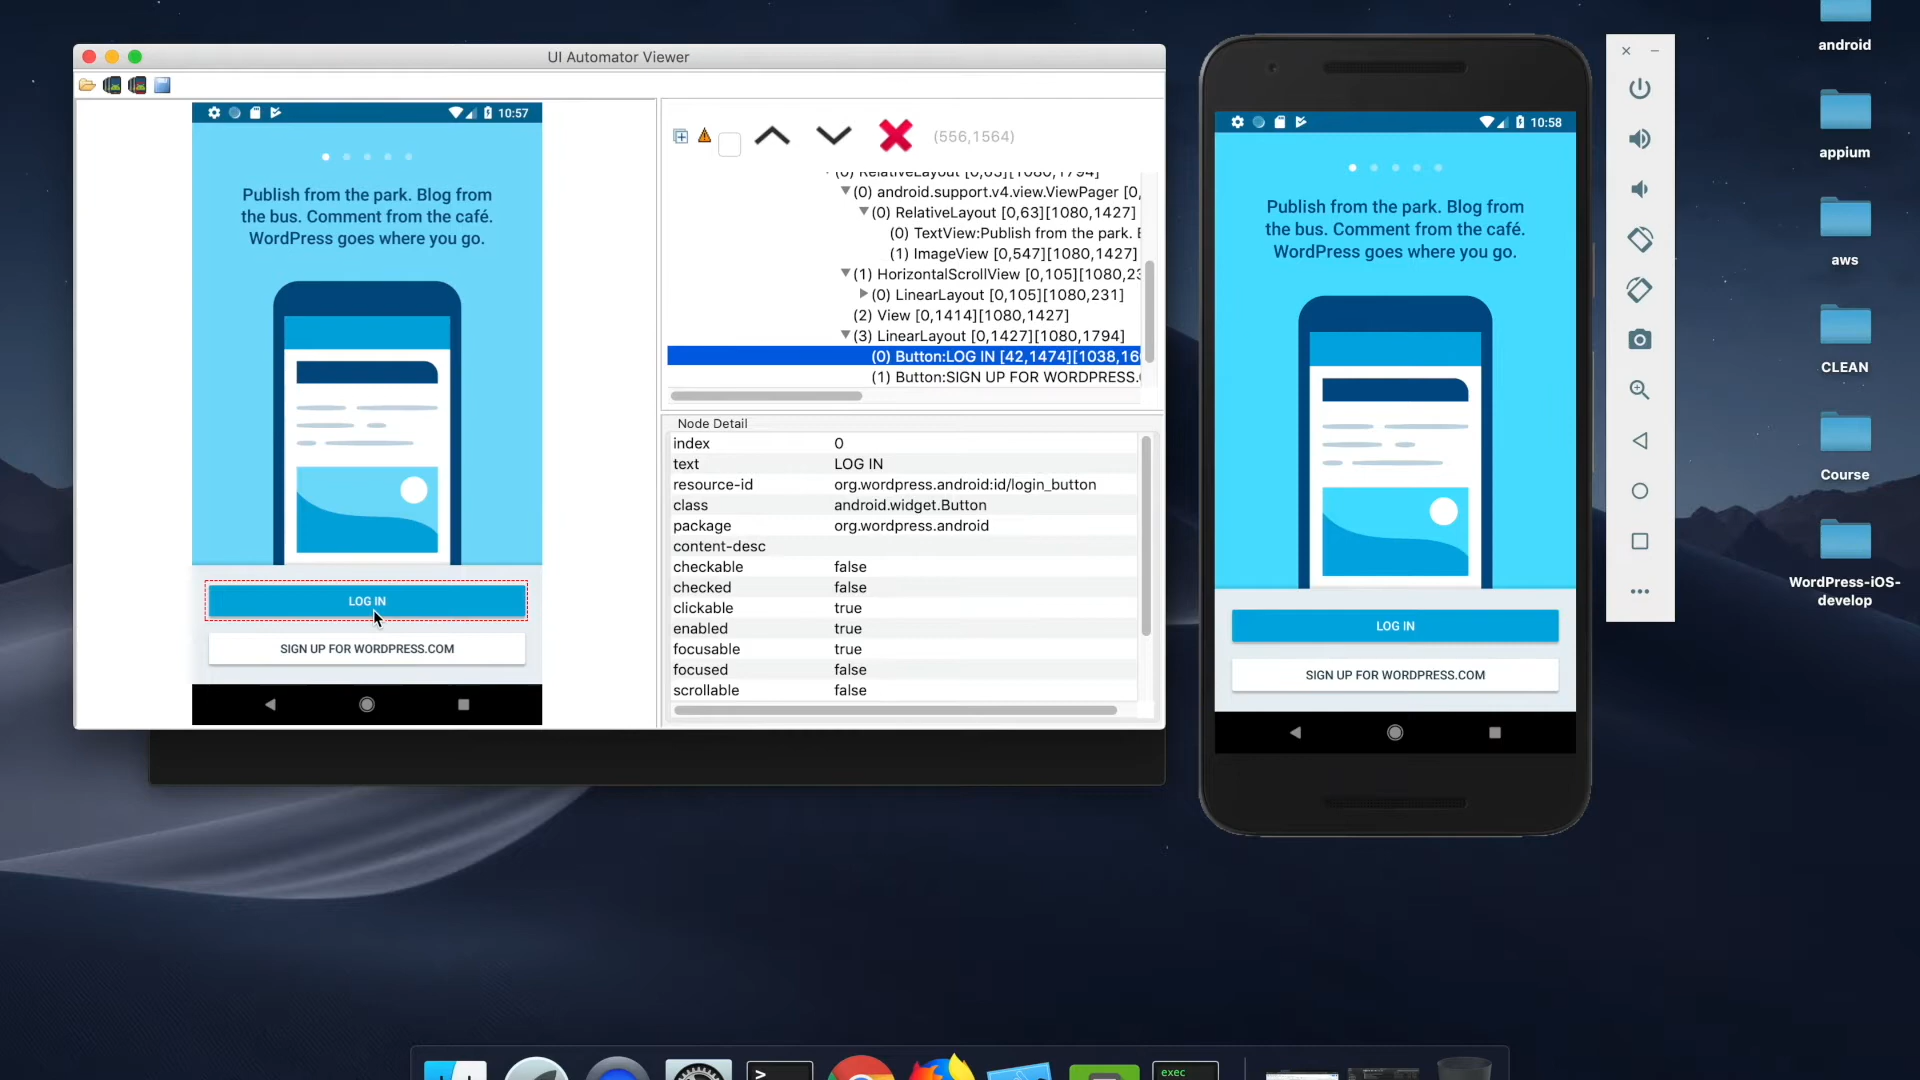 UI Automator Viewer
10:57
Publish from the park. Blog from
the bus. Comment from the café.
WordPress goes where you go.
LOG IN
SIGN UP FOR WORDPRESS.COM
(556,1564)
(0) RelativeLayout [0,63][1080,1794]
(0) android.support.v4.view.ViewPager [0,
(0) RelativeLayout [0,63][1080,1427]
(0) TextView:Publish from the park.
(1) ImageView [0,547][1080,1427]
(1) HorizontalScrollView [0,105][1080,23
(0) LinearLayout [0,105][1080,231]
(2) View [0,1414][1080,1427]
(3) LinearLayout [0,1427][1080,1794]
(0) Button:LOG IN [42,1474][1038,16
(1) Button:SIGN UP FOR WORDPRESS.
Node Detail
index 0
text LOG IN
resource-id org.wordpress.android:id/login_button
class android.widget.Button
package org.wordpress.android
content-desc
checkable false
checked false
clickable true
enabled true
focusable true
focused false
scrollable false
10:58
Publish from the park. Blog from
the bus. Comment from the café.
WordPress goes where you go.
LOG IN
SIGN UP FOR WORDPRESS.COM
android
appium
aws
CLEAN
Course
WordPress-iOS-
develop
exec